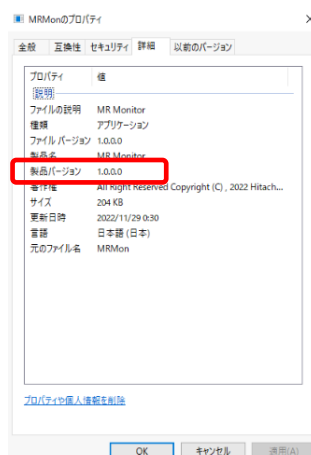 MRMonのプロパティ
全般 互換性 セキュリティ 詳細 以前のバージョン
プロパティ 値
説明
ファイルの説明 MR Monitor
種類 アプリケーション
ファイル バージョン 1.0.0.0
製品名 MR Monitor
製品バージョン 1.0.0.0
著作権 All Right Reserved Copyright (C) , 2022 Hitach...
サイズ 204 KB
更新日時 2022/11/29 0:30
言語 日本語 (日本)
元のファイル名 MRMon
プロパティや個人情報を削除
OK キャンセル 適用(A)